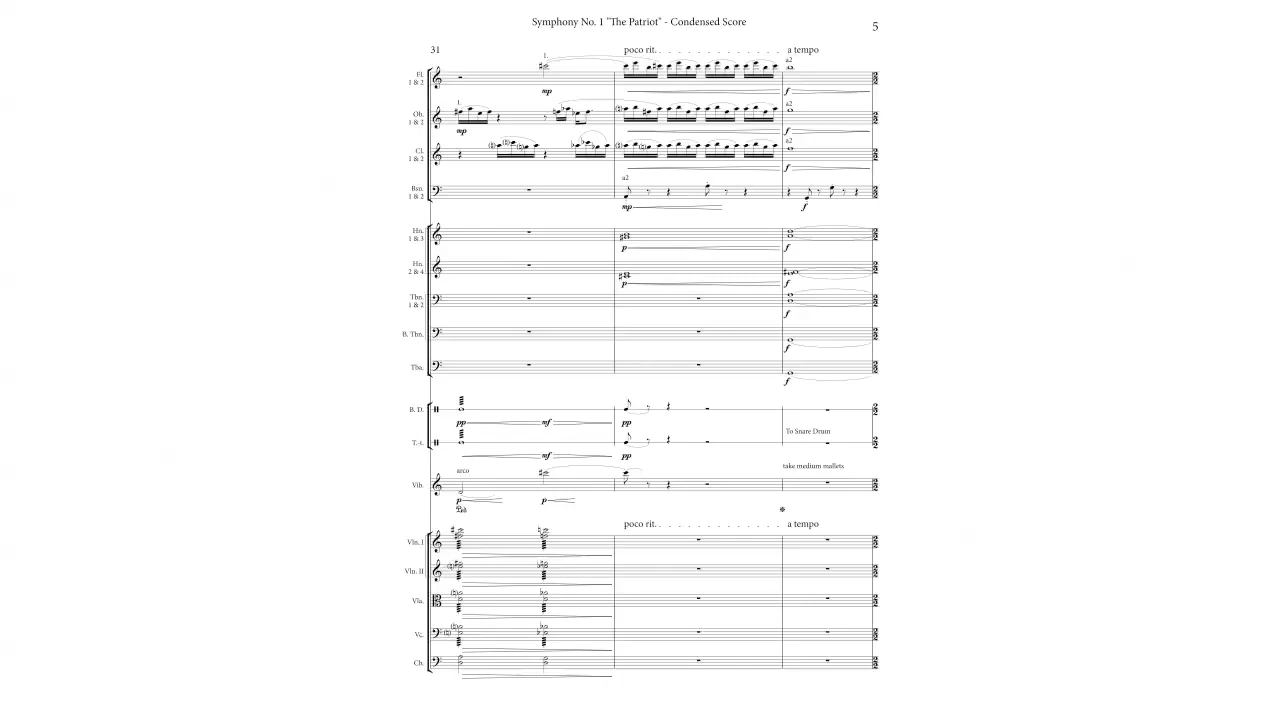 Symphony No. 1 "The Patriot" - Condensed Score
5
31
poco rit. . . . . . . . . . . . . . a tempo
1.
a2
Fl.
1 & 2
mp
f
1.
a2
Ob.
1 & 2
mp
f
a2
Cl.
1 & 2
f
a2
Bsn.
1 & 2
mp
f
Hn.
1 & 3
p
f
Hn.
2 & 4
p
f
Tbn.
1 & 2
f
B. Tbn.
f
Tba.
f
B. D.
pp
mf
pp
To Snare Drum
T.-t.
mf
pp
arco
take medium mallets
Vib.
p
p
Ped
poco rit. . . . . . . . . . . . . . a tempo
Vln. I
Vln. II
Vla.
Vc.
Cb.